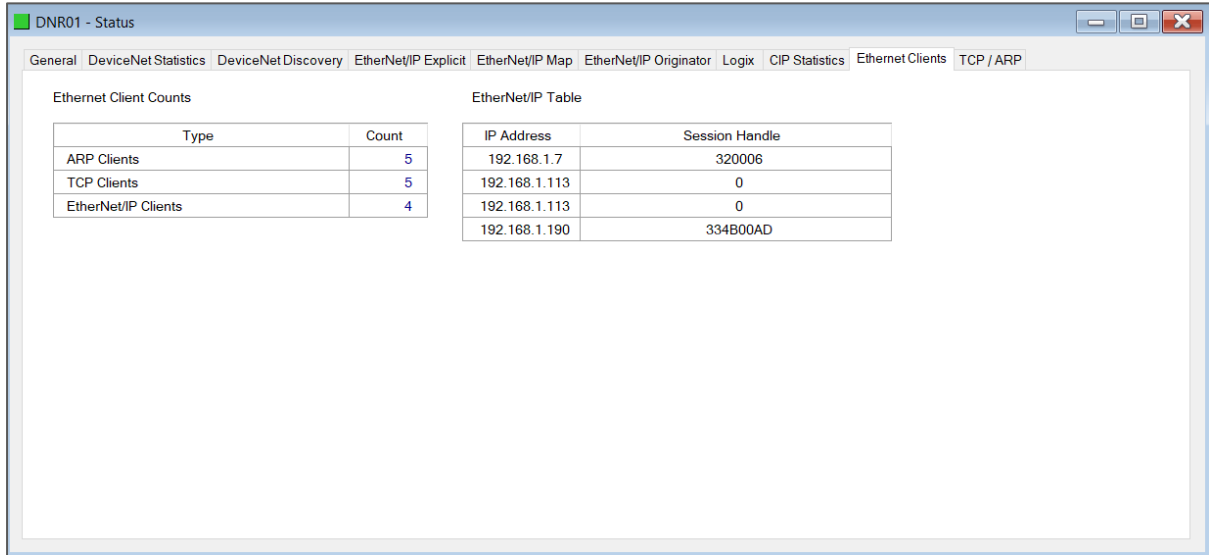 DNR01 - Status
General DeviceNet Statistics DeviceNet Discovery EtherNet/IP Explicit EtherNet/IP Map EtherNet/IP Originator Logix CIP Statistics Ethernet Clients TCP / ARP
Ethernet Client Counts
Type Count
ARP Clients 5
TCP Clients 5
EtherNet/IP Clients 4
EtherNet/IP Table
IP Address Session Handle
192.168.1.7 320006
192.168.1.113 0
192.168.1.113 0
192.168.1.190 334B00AD